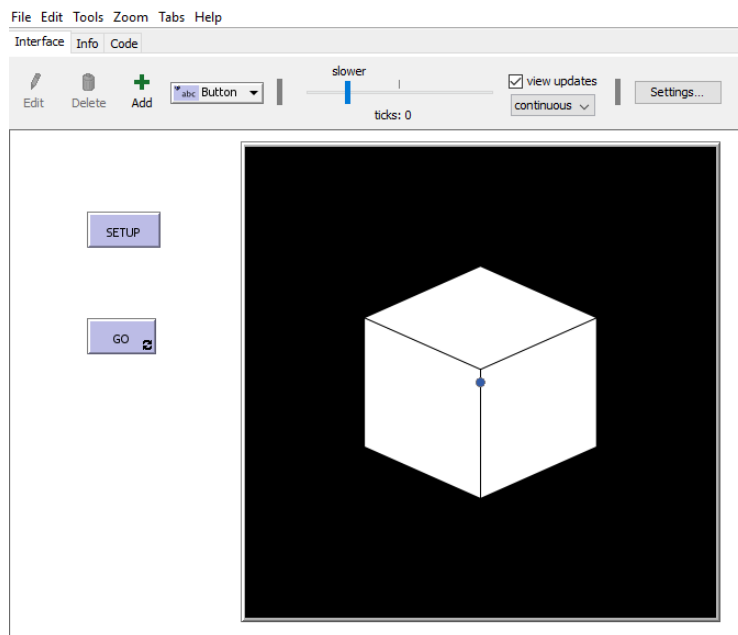 File Edit Tools Zoom Tabs Help
Interface Info Code
Edit Delete Add abc Button slower ticks: 0 view updates continuous Settings...
SETUP
GO